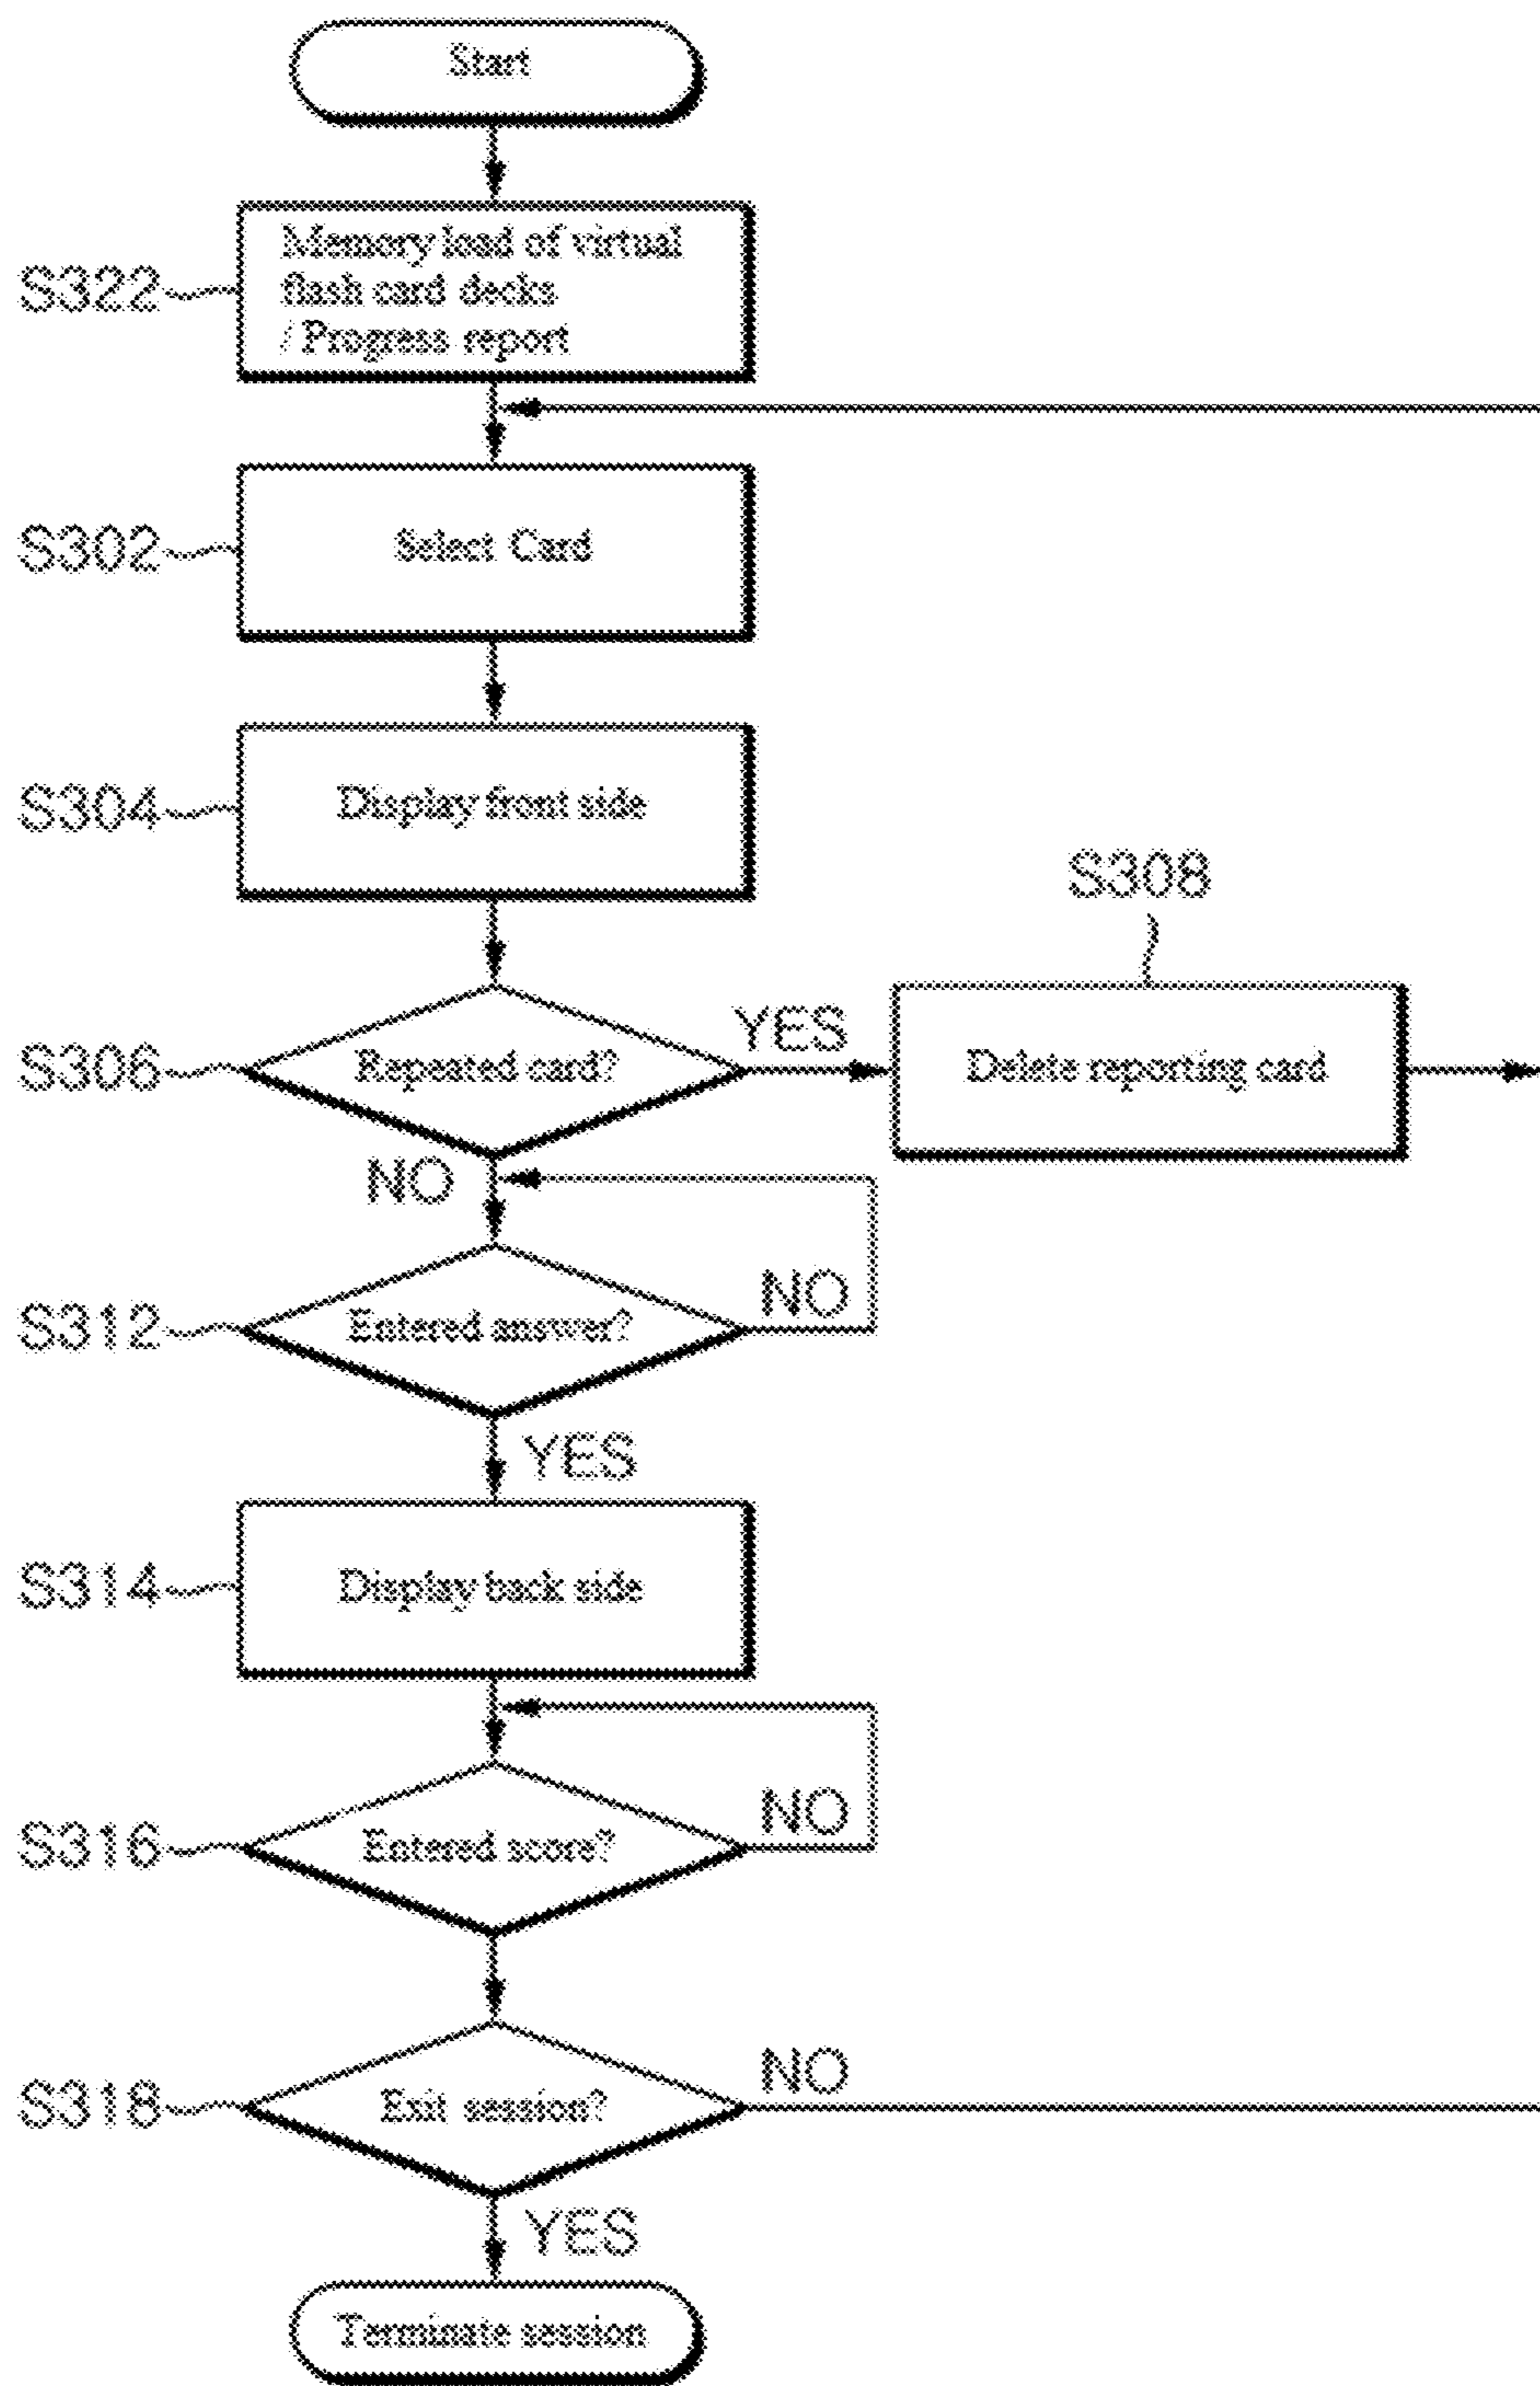 Start
S322
Memory load of virtual
flash card decks
/ Progress report
S302
Select Card
S304
Display front side
S308
S306
Repeated card?
YES
Delete reporting card
NO
S312
Entered answer?
NO
YES
S314
Display back side
S316
Entered score?
NO
S318
Exit session?
NO
YES
Terminate session